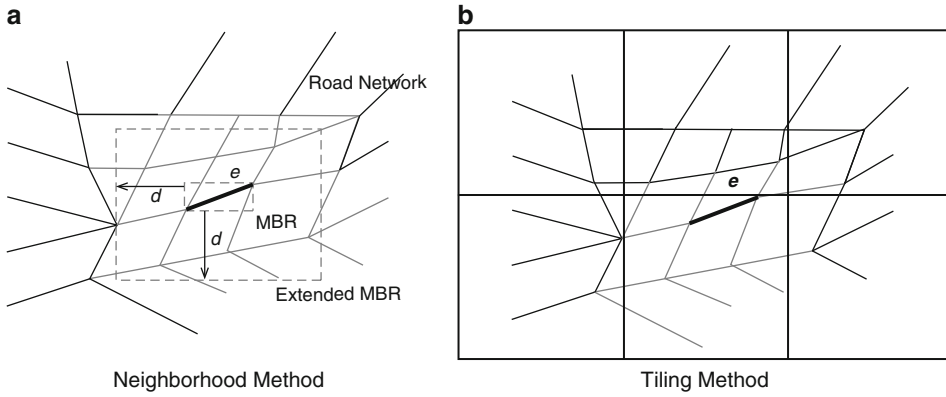 a
b
Road Network
e
d
MBR
d
Extended MBR
e
Neighborhood Method
Tiling Method